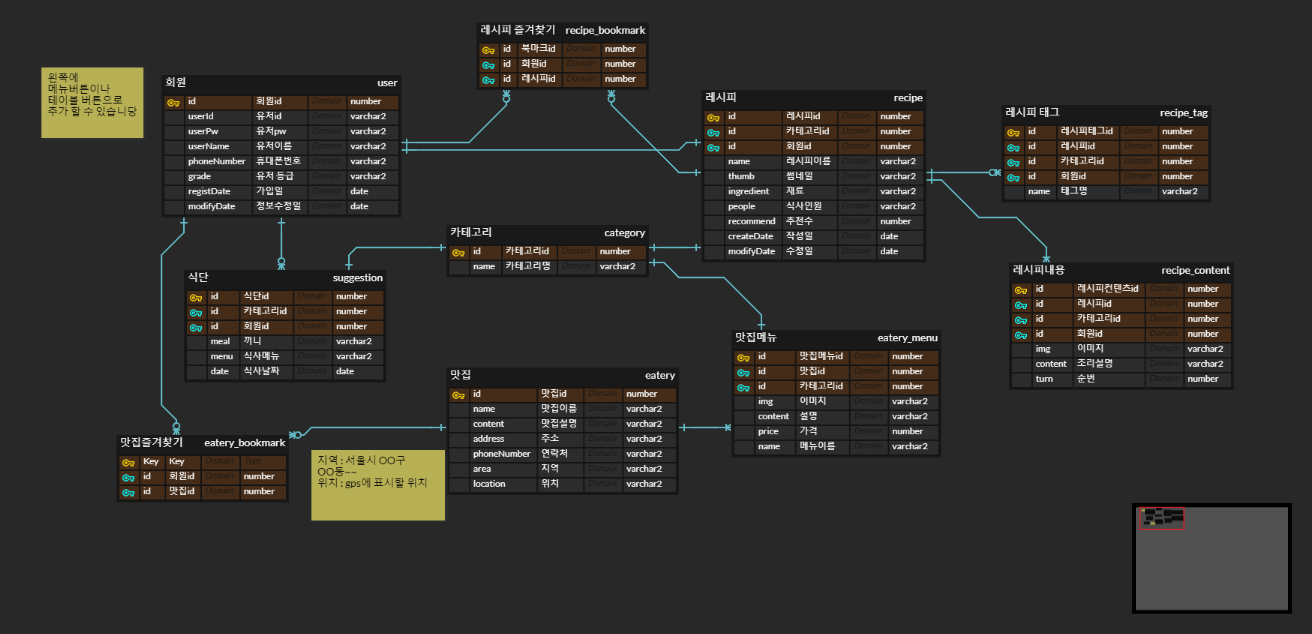 왼쪽에
메뉴버튼이나
테이블 버튼으로
추가 할 수 있습니당
회원 user
id 회원id Domain number
userId 유저id Domain varchar2
userPw 유저pw Domain varchar2
userName 유저이름 Domain varchar2
phoneNumber 휴대폰번호 Domain varchar2
grade 유저 등급 Domain varchar2
registDate 가입일 Domain date
modifyDate 정보수정일 Domain date
레시피 즐겨찾기 recipe_bookmark
id 북마크id Domain number
id 회원id Domain number
id 레시피id Domain number
레시피 recipe
id 레시피id Domain number
id 카테고리id Domain number
id 회원id Domain number
name 레시피이름 Domain varchar2
thumb 썸네일 Domain varchar2
ingredient 재료 Domain varchar2
people 식사인원 Domain varchar2
recommend 추천수 Domain number
createDate 작성일 Domain date
modifyDate 수정일 Domain date
레시피 태그 recipe_tag
id 레시피태그id Domain number
id 레시피id Domain number
id 카테고리id Domain number
id 회원id Domain number
name 태그명 Domain varchar2
카테고리 category
id 카테고리id Domain number
name 카테고리명 Domain varchar2
식단 suggestion
id 식단id Domain number
id 카테고리id Domain number
id 회원id Domain number
meal 끼니 Domain varchar2
menu 식사메뉴 Domain varchar2
date 식사날짜 Domain date
레시피내용 recipe_content
id 레시피컨텐츠id Domain number
id 레시피id Domain number
id 카테고리id Domain number
id 회원id Domain number
img 이미지 Domain varchar2
content 조리설명 Domain varchar2
turn 순번 Domain number
맛집메뉴 eatery_menu
id 맛집메뉴id Domain number
id 맛집id Domain number
id 카테고리id Domain number
img 이미지 Domain varchar2
content 설명 Domain varchar2
price 가격 Domain number
name 메뉴이름 Domain varchar2
맛집 eatery
id 맛집id Domain number
name 맛집이름 Domain varchar2
content 맛집설명 Domain varchar2
address 주소 Domain varchar2
phoneNumber 연락처 Domain varchar2
area 지역 Domain varchar2
location 위치 Domain varchar2
맛집즐겨찾기 eatery_bookmark
Key Key Domain Type
id 회원id Domain number
id 맛집id Domain number
지역 : 서울시 OO구
OO동~~
위치 : gps에 표시할 위치